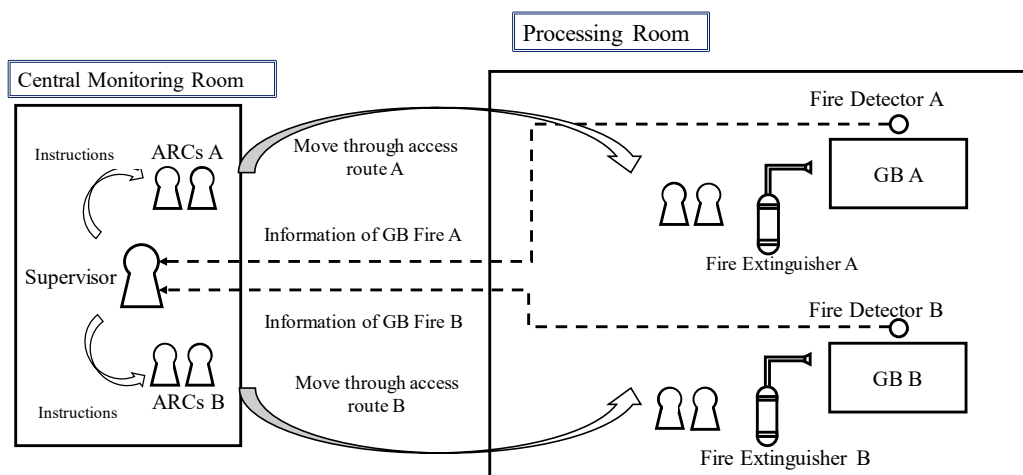 Processing Room
Central Monitoring Room
Fire Detector A
Instructions
ARCs A
Move through access
route A
GB A
Information of GB Fire A
Fire Extinguisher A
Supervisor
Fire Detector B
Information of GB Fire B
GB B
Instructions
ARCs B
Move through access
route B
Fire Extinguisher B